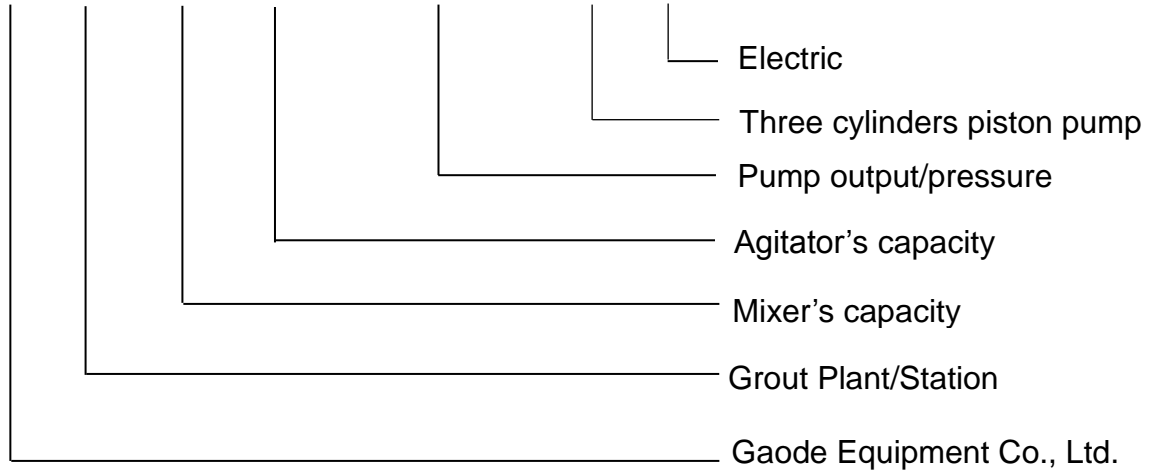 Electric
Three cylinders piston pump
Pump output/pressure
Agitator’s capacity
Mixer’s capacity
Grout Plant/Station
Gaode Equipment Co., Ltd.